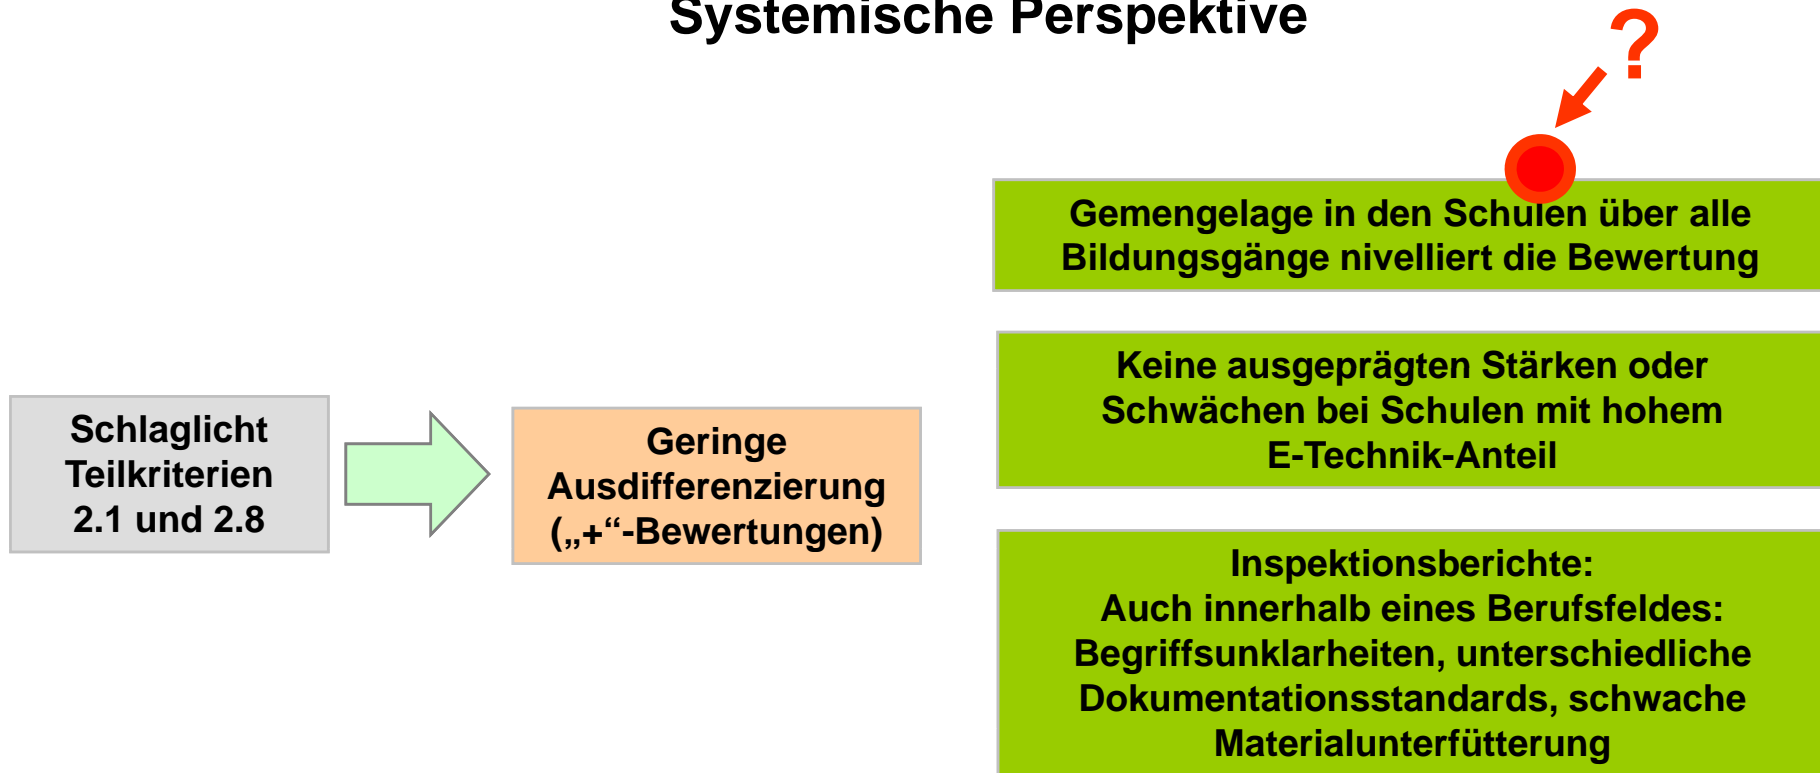 Systemische Perspektive
?
Gemengelage in den Schulen über alle
Bildungsgänge nivelliert die Bewertung
Keine ausgeprägten Stärken oder
Schwächen bei Schulen mit hohem
E-Technik-Anteil
Schlaglicht
Teilkriterien
2.1 und 2.8
Geringe
Ausdifferenzierung
(„+“-Bewertungen)
Inspektionsberichte:
Auch innerhalb eines Berufsfeldes:
Begriffsunklarheiten, unterschiedliche
Dokumentationsstandards, schwache
Materialunterfütterung